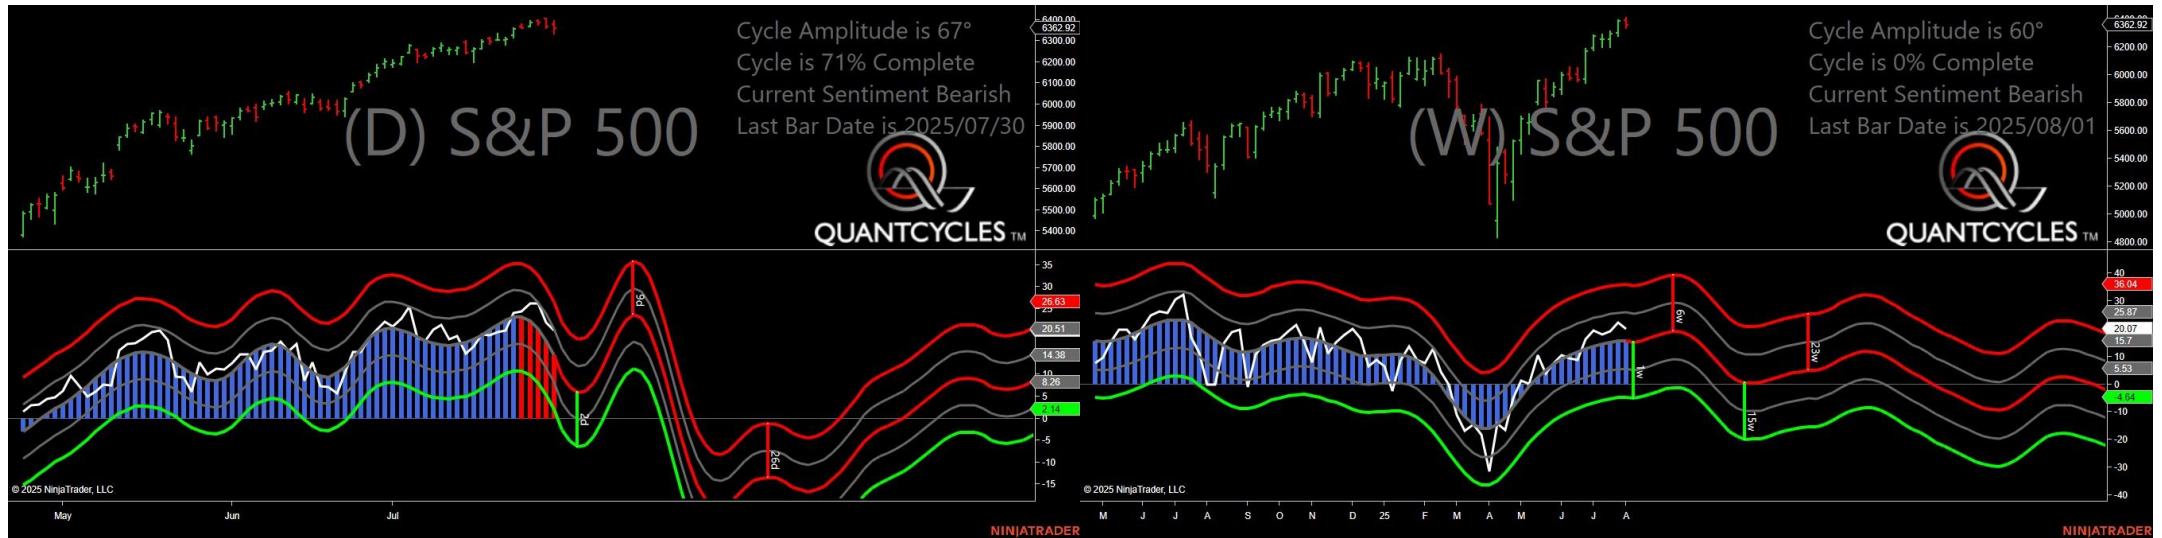 Cycle Amplitude is 67°
Cycle is 71% Complete
Current Sentiment Bearish
Last Bar Date is 2025/07/30
(D) S&P 500
QUANTCYCLES TM
6400.00
6362.92
6300.00
6200.00
6100.00
6000.00
5900.00
5800.00
5700.00
5600.00
5500.00
5400.00
35
30
26.63
25
20.51
14.38
10
8.26
5
2.14
0
-5
-10
-15
9d
2d
26d
© 2025 NinjaTrader, LLC
May Jun Jul
NINJATRADER
Cycle Amplitude is 60°
Cycle is 0% Complete
Current Sentiment Bearish
Last Bar Date is 2025/08/01
(W) S&P 500
QUANTCYCLES TM
6400.00
6362.92
6200.00
6000.00
5800.00
5600.00
5400.00
5200.00
5000.00
4800.00
40
36.04
30
25.87
20.07
15.7
10
5.53
0
-4.64
-10
-20
-30
-40
6w
1w
23w
15w
© 2025 NinjaTrader, LLC
M J J A S O N D 25 F M A M J J A
NINJATRADER